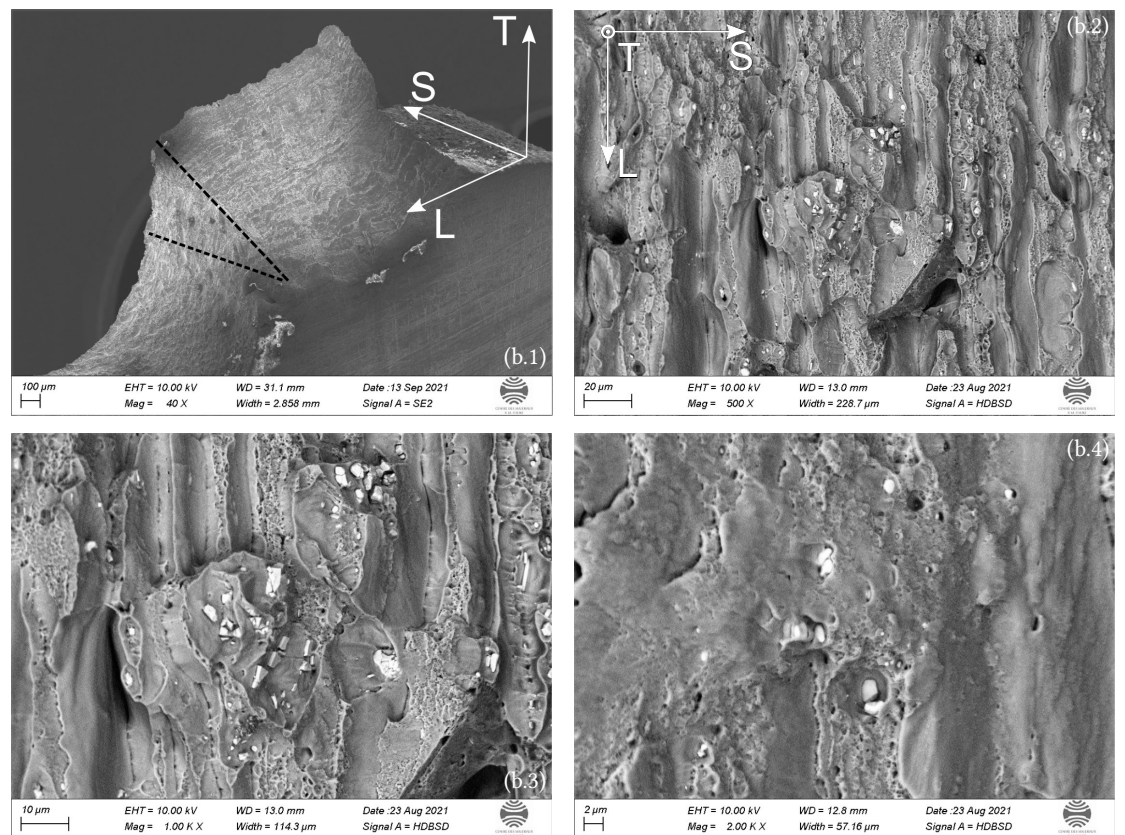 T
S
L
(b.1)
100 µm
EHT = 10.00 kV
WD = 31.1 mm
Date :13 Sep 2021
Mag = 40 X
Width = 2.858 mm
Signal A = SE2
(b.2)
T
S
L
20 µm
EHT = 10.00 kV
WD = 13.0 mm
Date :23 Aug 2021
Mag = 500 X
Width = 228.7 µm
Signal A = HDBSD
(b.3)
10 µm
EHT = 10.00 kV
WD = 13.0 mm
Date :23 Aug 2021
Mag = 1.00 K X
Width = 114.3 µm
Signal A = HDBSD
(b.4)
2 µm
EHT = 10.00 kV
WD = 12.8 mm
Date :23 Aug 2021
Mag = 2.00 K X
Width = 57.16 µm
Signal A = HDBSD